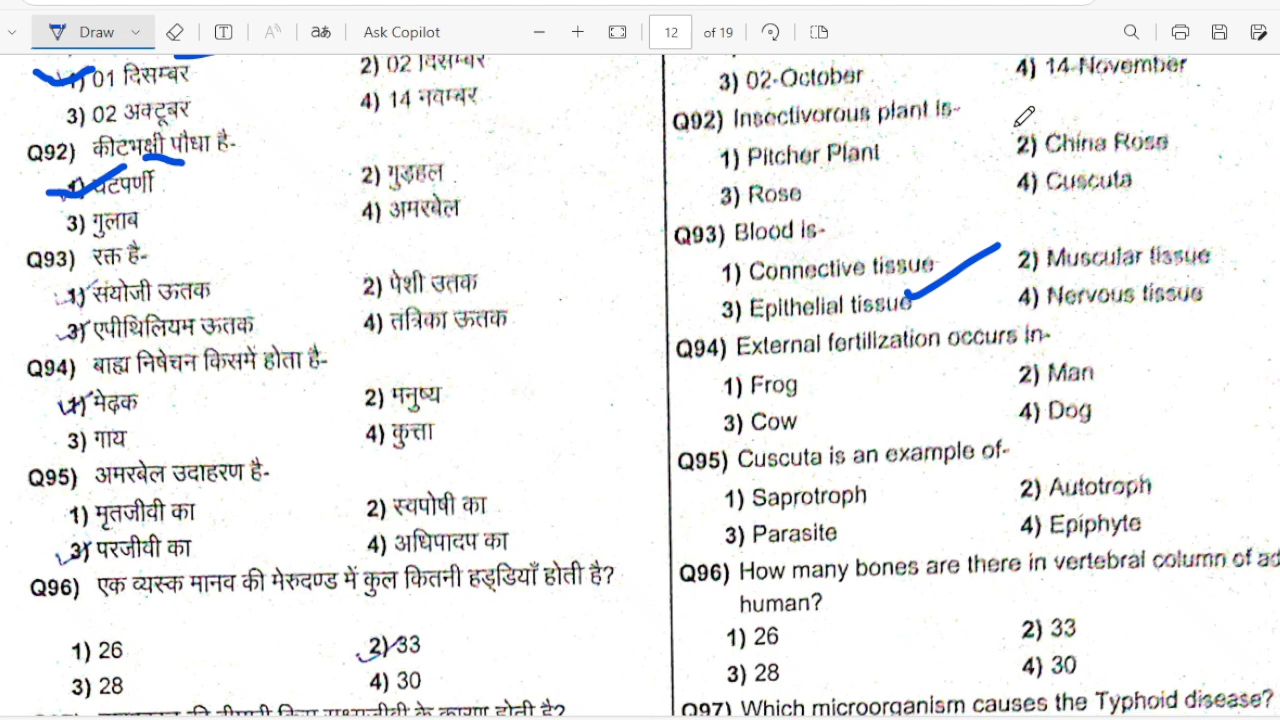 Draw
Ask Copilot
12 of 19
1) 01 दिसम्बर
2) 02 दिसम्बर
3) 02 अक्टूबर
4) 14 नवम्बर
Q92) कीटभक्षी पौधा है-
1) घटपर्णी
2) गुड़हल
3) गुलाब
4) अमरबेल
Q93) रक्त है-
1) संयोजी ऊतक
2) पेशी उतक
3) एपीथिलियम ऊतक
4) तंत्रिका ऊतक
Q94) बाह्य निषेचन किसमें होता है-
1) मेढ़क
2) मनुष्य
3) गाय
4) कुत्ता
Q95) अमरबेल उदाहरण है-
1) मृतजीवी का
2) स्वपोषी का
3) परजीवी का
4) अधिपादप का
Q96) एक व्यस्क मानव की मेरुदण्ड में कुल कितनी हड्डियाँ होती है?
1) 26
2) 33
3) 28
4) 30
के कारण होती है?
3) 02-October
4) 14-November
Q92) Insectivorous plant is-
1) Pitcher Plant
2) China Rose
3) Rose
4) Cuscuta
Q93) Blood is-
1) Connective tissue
2) Muscular tissue
3) Epithelial tissue
4) Nervous tissue
Q94) External fertilization occurs in-
1) Frog
2) Man
3) Cow
4) Dog
Q95) Cuscuta is an example of-
1) Saprotroph
2) Autotroph
3) Parasite
4) Epiphyte
Q96) How many bones are there in vertebral column of ad
human?
1) 26
2) 33
3) 28
4) 30
Q97) Which microorganism causes the Typhoid disease?